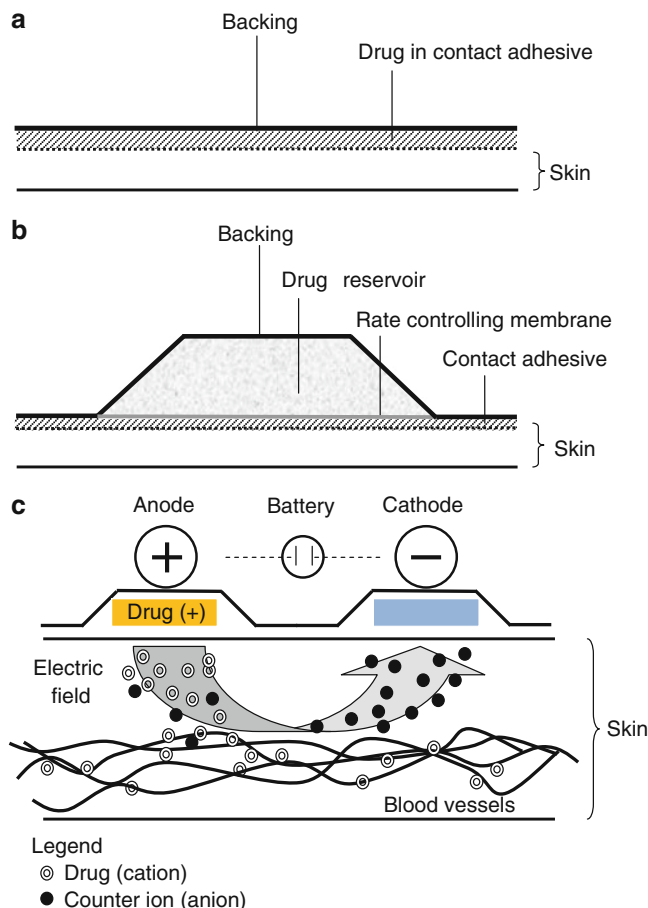 a
Backing
Drug in contact adhesive
Skin
b
Backing
Drug reservoir
Rate controlling membrane
Contact adhesive
Skin
c
Anode
Battery
Cathode
+
−
Drug (+)
Electric
field
Skin
Blood vessels
Legend
Drug (cation)
Counter ion (anion)